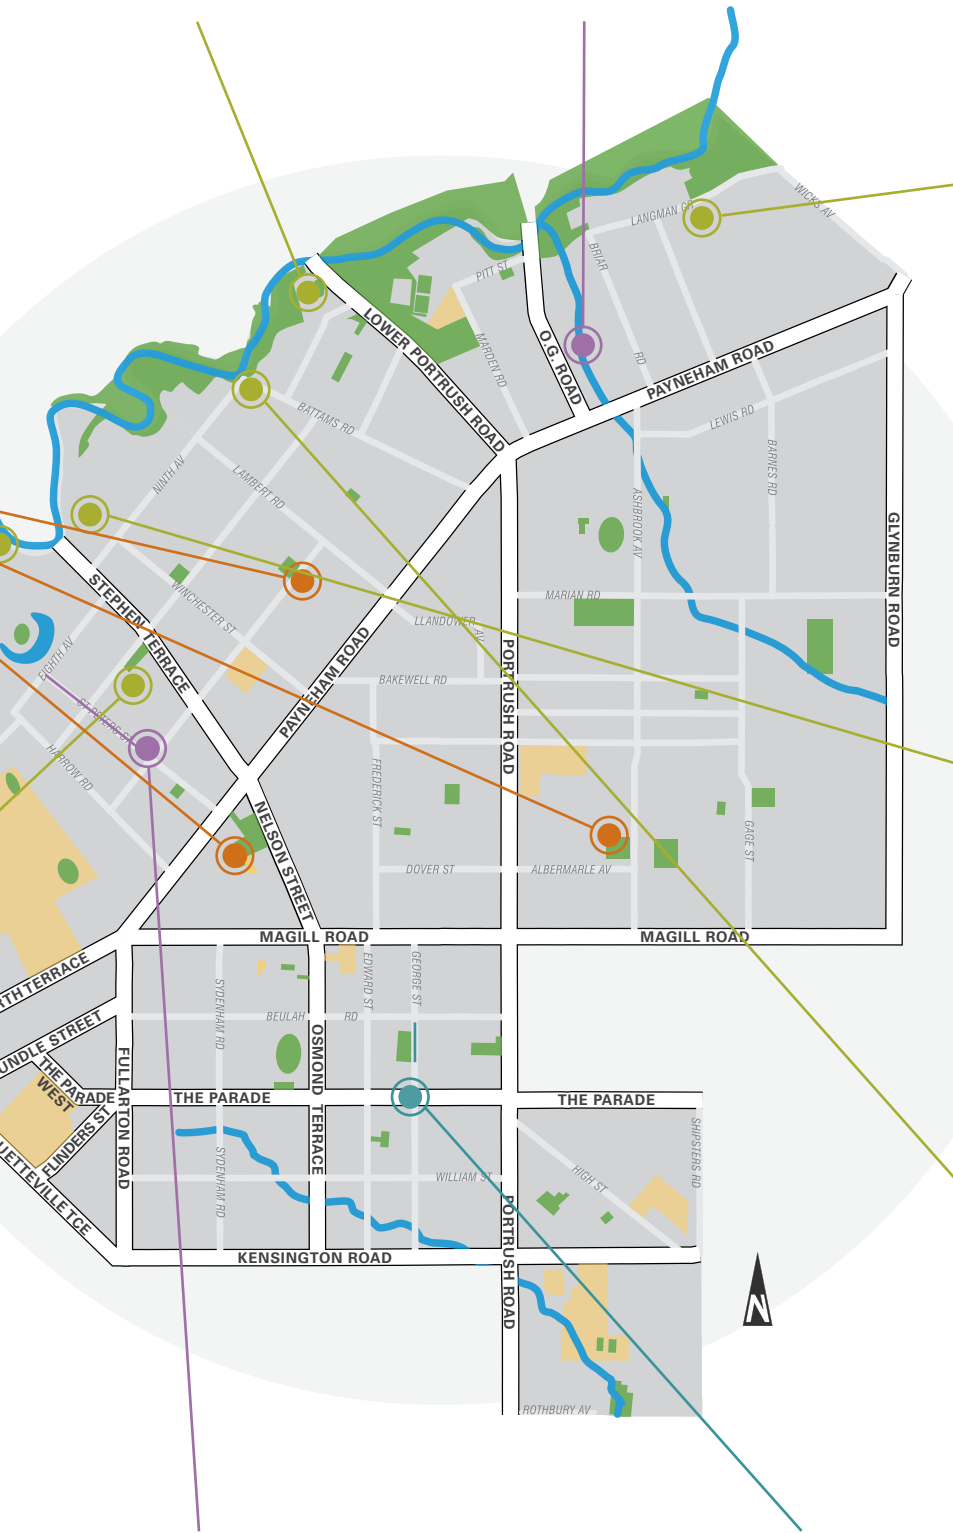 WICKS AV
LANGMAN GR
BRIAR
RD
PITT ST
MARDEN RD
O.G. ROAD
LOWER PORTRUSH ROAD
PAYNEHAM ROAD
LEWIS RD
BATTAMS RD
BARNES RD
NINTH AV
LAMBERT RD
ASHBROOK AV
GLYNBURN ROAD
STEPHEN TERRACE
WINCHESTER ST
MARIAN RD
LLANDOWER
AV
EIGHTH AV
PAYNEHAM ROAD
PORTRUSH ROAD
BAKEWELL RD
ST PETERS ST
HARROW RD
FREDERICK ST
NELSON STREET
GAGE ST
DOVER ST
ALBERMARLE AV
MAGILL ROAD
MAGILL ROAD
RTH TERRACE
SYDENHAM RD
EDWARD ST
GEORGE ST
BEULAH
RD
UNDLE STREET
THE PARADE
WEST
FULLARTON ROAD
OSMOND TERRACE
THE PARADE
THE PARADE
FLINDERS ST
SHIPSTERS RD
SYDENHAM RD
WILLIAM ST
HIGH ST
UETTEVILLE TCE
KENSINGTON ROAD
PORTRUSH ROAD
N
ROTHBURY AV